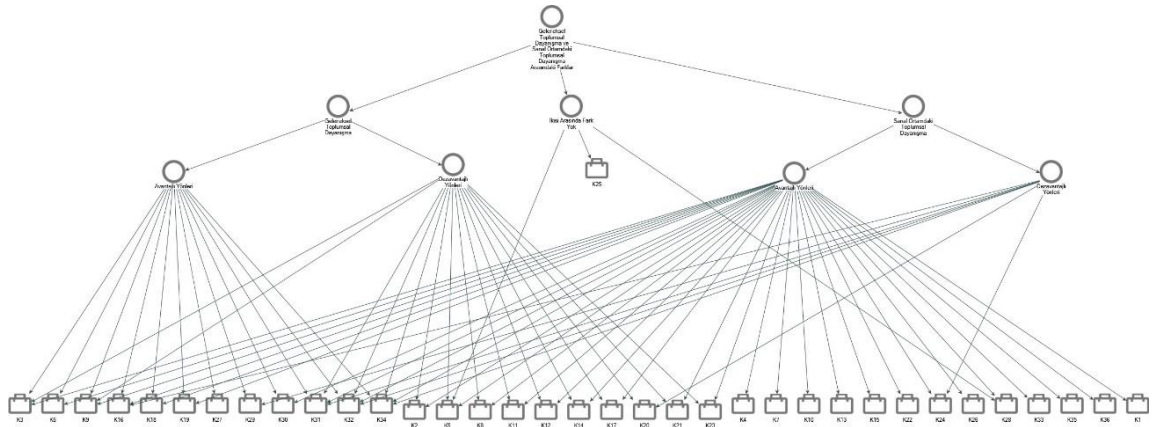 Geleneksel
Toplumsal
Dayanışma ve
Sanal Ortamdaki
Toplumsal
Dayanışma
Arasındaki Farklar
Geleneksel
Toplumsal
Dayanışma
İkisi Arasında Fark
Yok
Sanal Ortamdaki
Toplumsal
Dayanışma
Avantajlı Yönleri
Dezavantajlı
Yönleri
K25
Avantajlı Yönleri
Dezavantajlı
Yönleri
K3
K9
K16
K18
K19
K27
K29
K30
K31
K32
K34
K2
K11
K12
K14
K17
K20
K21
K23
K4
K7
K10
K13
K15
K22
K24
K26
K28
K33
K35
K36
K1